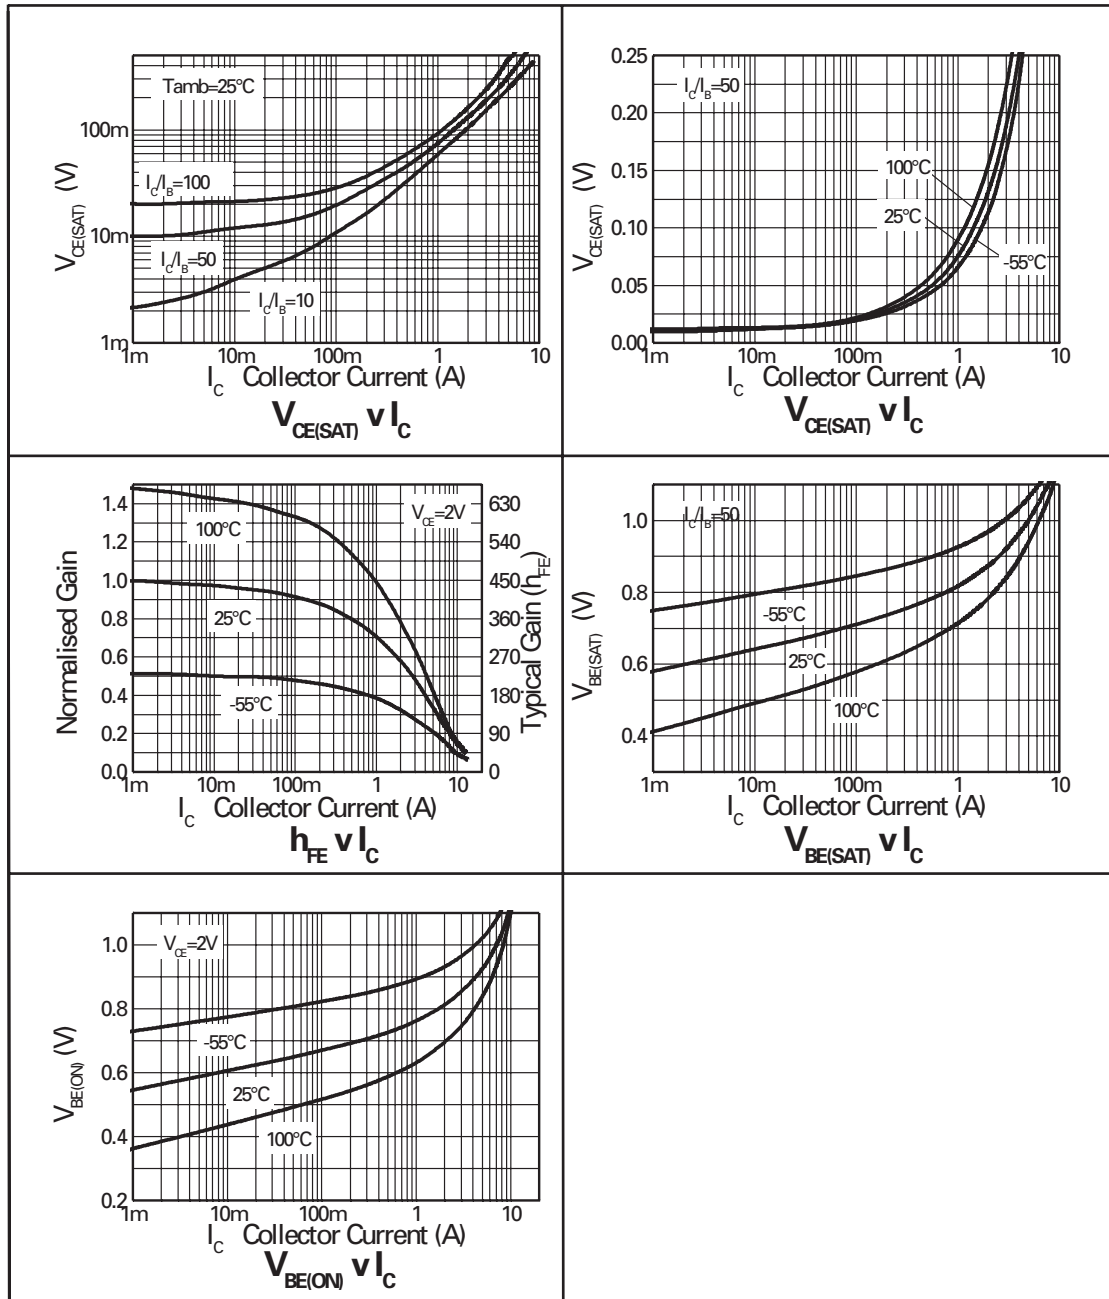 Tamb=25°C
I_C/I_B=100
I_C/I_B=50
I_C/I_B=10
100m
10m
1m
V_CE(SAT) (V)
1m 10m 100m 1 10
I_C Collector Current (A)
V_CE(SAT) v I_C
I_C/I_B=50
100°C
25°C
-55°C
0.25
0.20
0.15
0.10
0.05
0.00
V_CE(SAT) (V)
1m 10m 100m 1 10
I_C Collector Current (A)
V_CE(SAT) v I_C
V_CE=2V
100°C
25°C
-55°C
1.4
1.2
1.0
0.8
0.6
0.4
0.2
0.0
Normalised Gain
630
540
450
360
270
180
90
0
Typical Gain (h_FE)
1m 10m 100m 1 10
I_C Collector Current (A)
h_FE v I_C
I_C/I_B=50
-55°C
25°C
100°C
1.0
0.8
0.6
0.4
V_BE(SAT) (V)
1m 10m 100m 1 10
I_C Collector Current (A)
V_BE(SAT) v I_C
V_CE=2V
-55°C
25°C
100°C
1.0
0.8
0.6
0.4
0.2
V_BE(ON) (V)
1m 10m 100m 1 10
I_C Collector Current (A)
V_BE(ON) v I_C